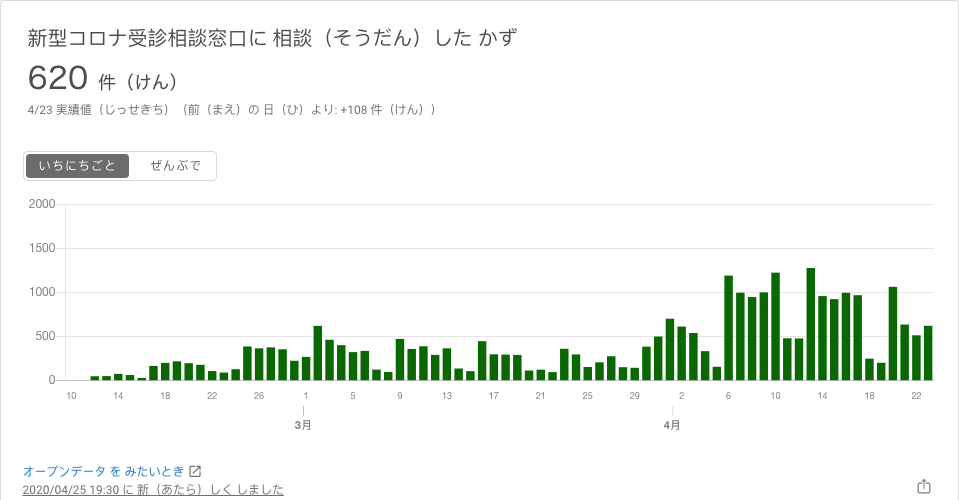 新型コロナ受診相談窓口に 相談（そうだん）した かず
620 件（けん）
4/23 実績値（じっせきち）（前（まえ）の 日（ひ）より: +108 件（けん））
いちにちごと ぜんぶで
2000
1500
1000
500
0
10 14 18 22 26 1 5 9 13 17 21 25 29 2 6 10 14 18 22
3月 4月
オープンデータ を みたいとき
2020/04/25 19:30 に 新（あたら）しく しました